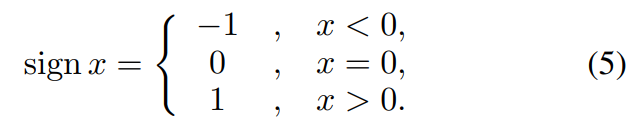 −1 , x < 0,
sign x = { 0 , x = 0, (5)
1 , x > 0.